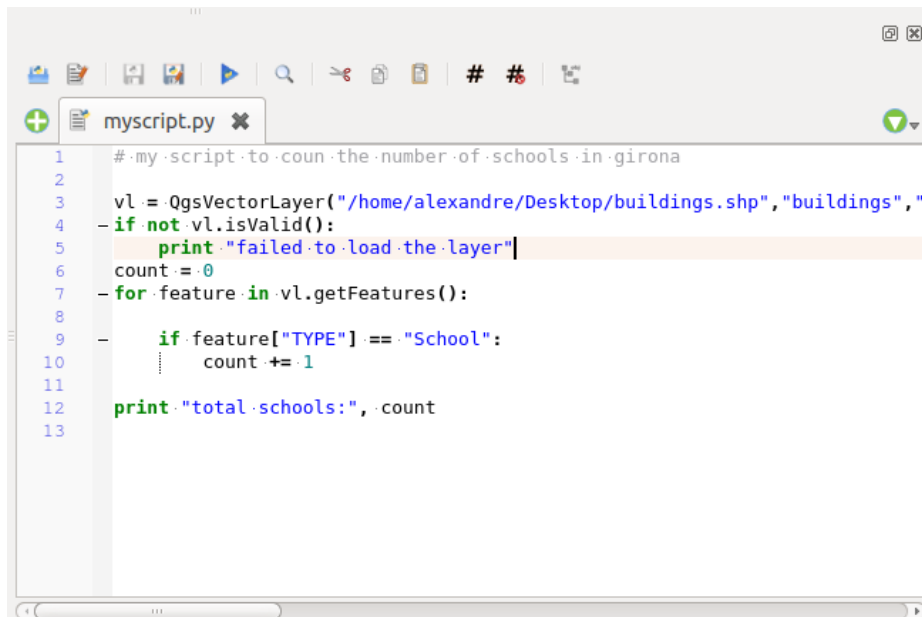 myscript.py
1 # my script to coun the number of schools in girona
2
3 vl = QgsVectorLayer("/home/alexandre/Desktop/buildings.shp","buildings","
4 if not vl.isValid():
5     print "failed to load the layer"
6 count = 0
7 for feature in vl.getFeatures():
8
9     if feature["TYPE"] == "School":
10         count += 1
11
12 print "total schools:", count
13